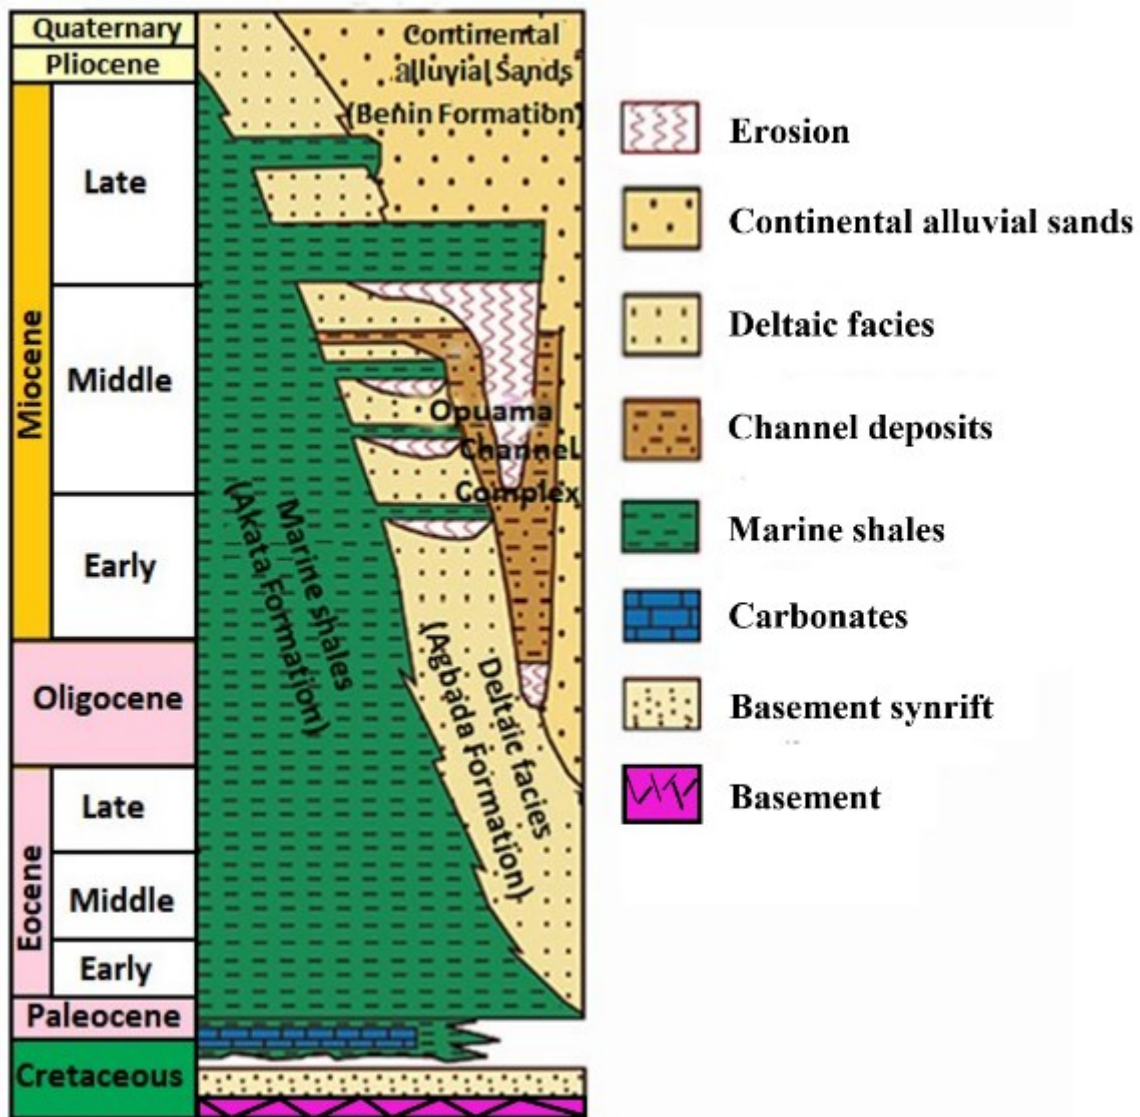 Quaternary
Pliocene
Miocene
Late
Middle
Early
Oligocene
Eocene
Late
Middle
Early
Paleocene
Cretaceous
Continental
alluvial Sands
(Benin Formation)
Opuama
Channel
Complex
Marine shales
(Akata Formation)
Deltaic facies
(Agbada Formation)
Erosion
Continental alluvial sands
Deltaic facies
Channel deposits
Marine shales
Carbonates
Basement synrift
Basement